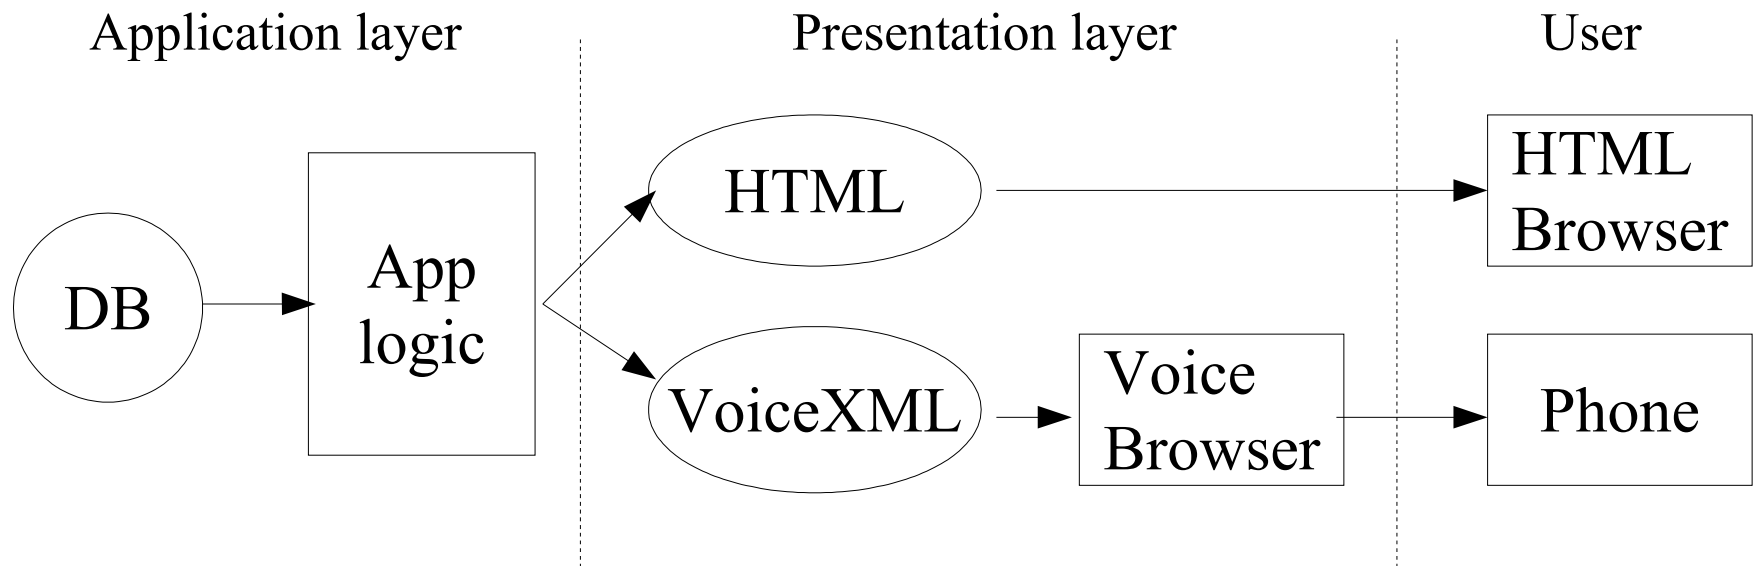 Application layer
Presentation layer
User
DB
App
logic
HTML
VoiceXML
Voice
Browser
HTML
Browser
Phone